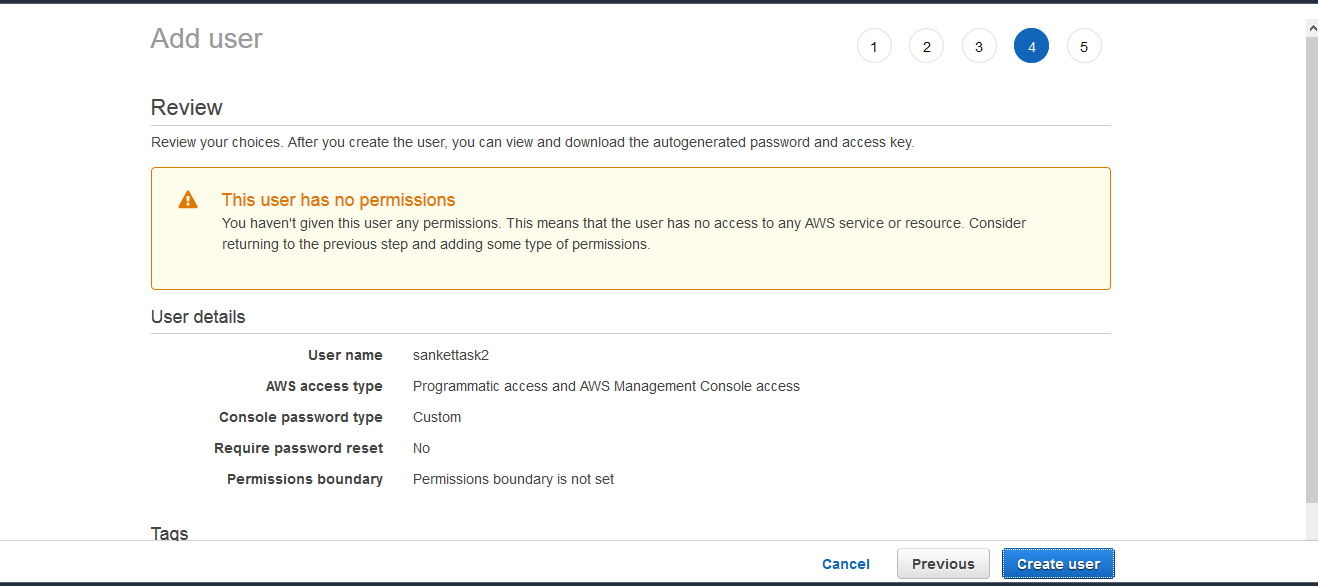 Add user
1 2 3 4 5
Review
Review your choices. After you create the user, you can view and download the autogenerated password and access key.
This user has no permissions
You haven't given this user any permissions. This means that the user has no access to any AWS service or resource. Consider
returning to the previous step and adding some type of permissions.
User details
User name sankettask2
AWS access type Programmatic access and AWS Management Console access
Console password type Custom
Require password reset No
Permissions boundary Permissions boundary is not set
Tags
Cancel Previous Create user